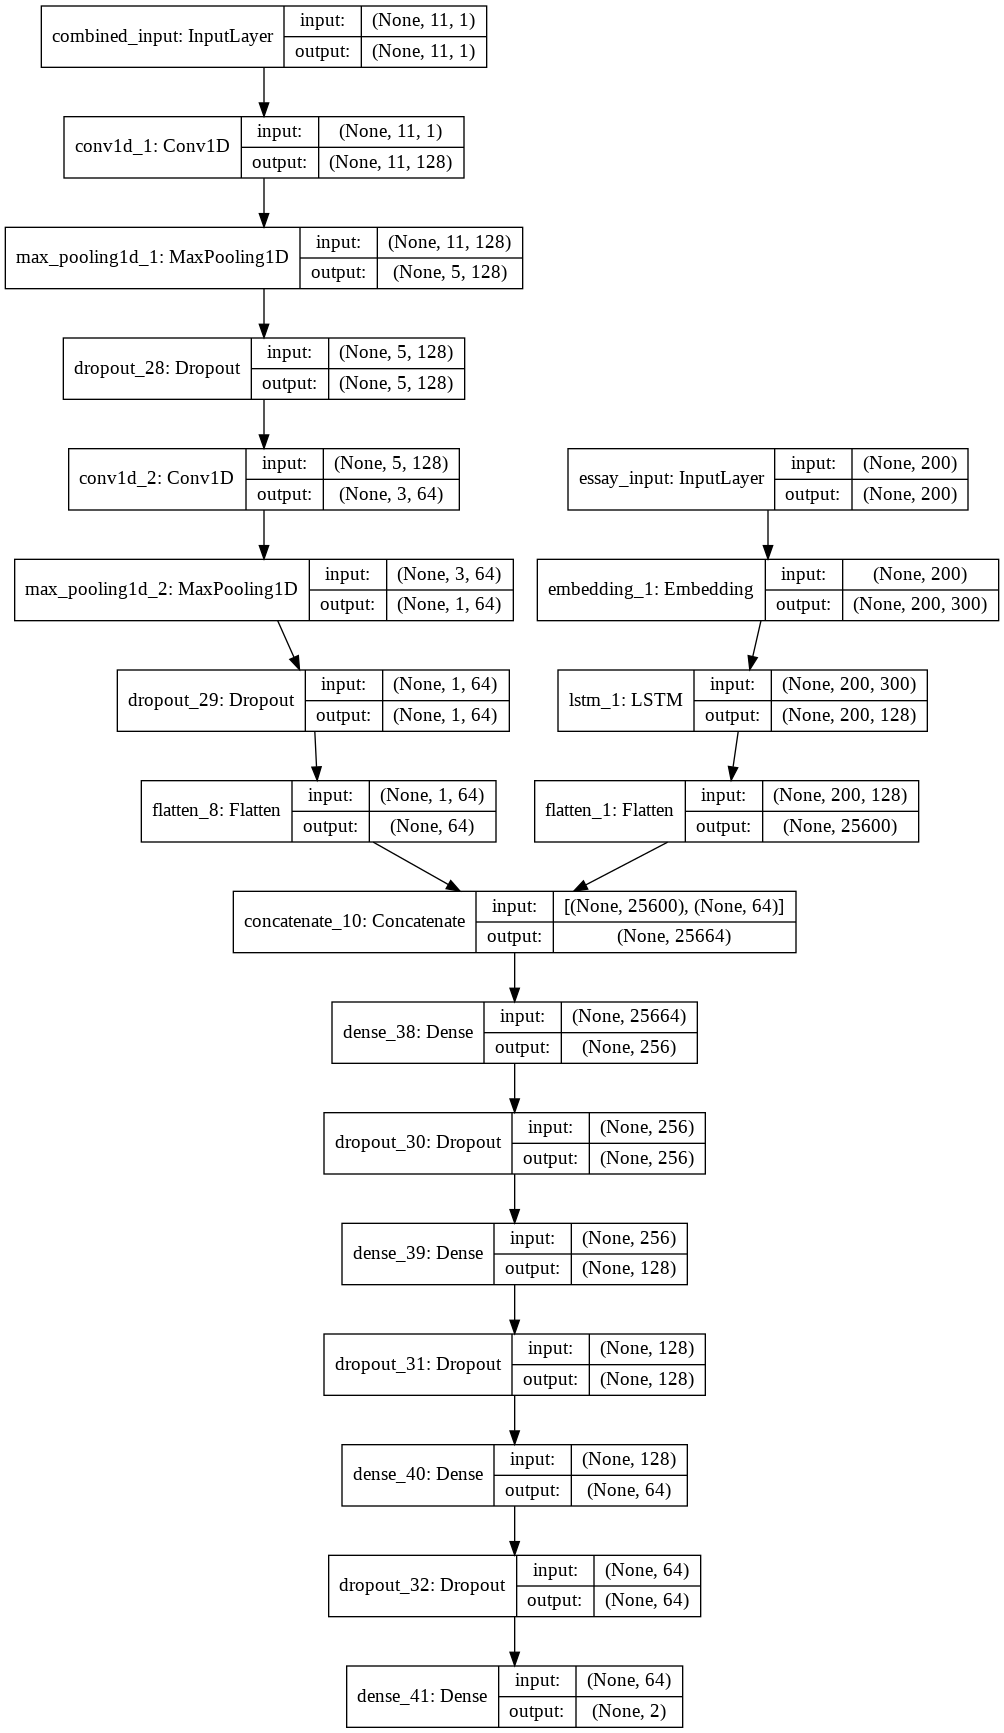 combined_input: InputLayer
input: (None, 11, 1)
output: (None, 11, 1)
conv1d_1: Conv1D
input: (None, 11, 1)
output: (None, 11, 128)
max_pooling1d_1: MaxPooling1D
input: (None, 11, 128)
output: (None, 5, 128)
dropout_28: Dropout
input: (None, 5, 128)
output: (None, 5, 128)
conv1d_2: Conv1D
input: (None, 5, 128)
output: (None, 3, 64)
essay_input: InputLayer
input: (None, 200)
output: (None, 200)
max_pooling1d_2: MaxPooling1D
input: (None, 3, 64)
output: (None, 1, 64)
embedding_1: Embedding
input: (None, 200)
output: (None, 200, 300)
dropout_29: Dropout
input: (None, 1, 64)
output: (None, 1, 64)
lstm_1: LSTM
input: (None, 200, 300)
output: (None, 200, 128)
flatten_8: Flatten
input: (None, 1, 64)
output: (None, 64)
flatten_1: Flatten
input: (None, 200, 128)
output: (None, 25600)
concatenate_10: Concatenate
input: [(None, 25600), (None, 64)]
output: (None, 25664)
dense_38: Dense
input: (None, 25664)
output: (None, 256)
dropout_30: Dropout
input: (None, 256)
output: (None, 256)
dense_39: Dense
input: (None, 256)
output: (None, 128)
dropout_31: Dropout
input: (None, 128)
output: (None, 128)
dense_40: Dense
input: (None, 128)
output: (None, 64)
dropout_32: Dropout
input: (None, 64)
output: (None, 64)
dense_41: Dense
input: (None, 64)
output: (None, 2)